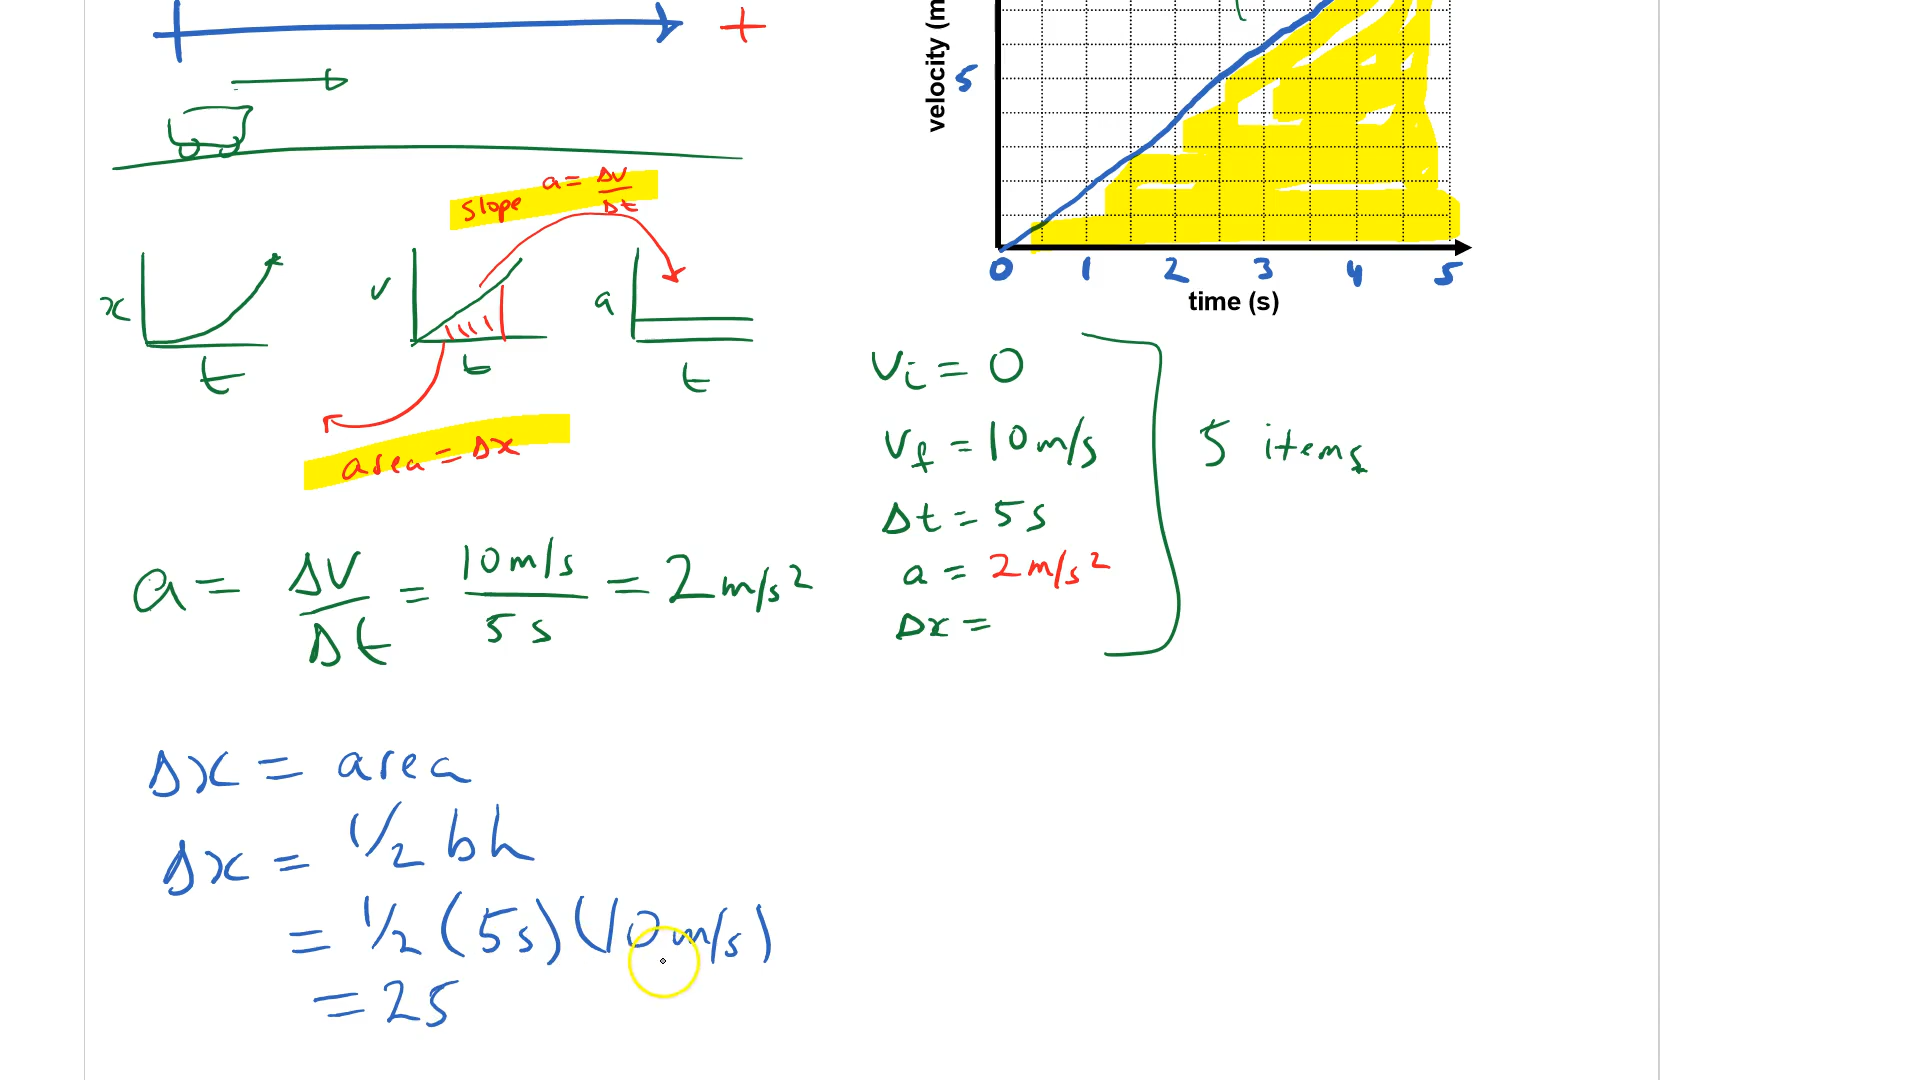 +
velocity (m
5
0 1 2 3 4 5
time (s)
slope a = Δv/Δt
x
t
v
t
a
t
area = Δx
vi = 0
vf = 10 m/s
Δt = 5 s
a = 2 m/s²
Δx =
5 items
a = ΔV/Δt = 10 m/s / 5 s = 2 m/s²
Δx = area
Δx = 1/2 bh
= 1/2 (5s)(10 m/s)
= 25